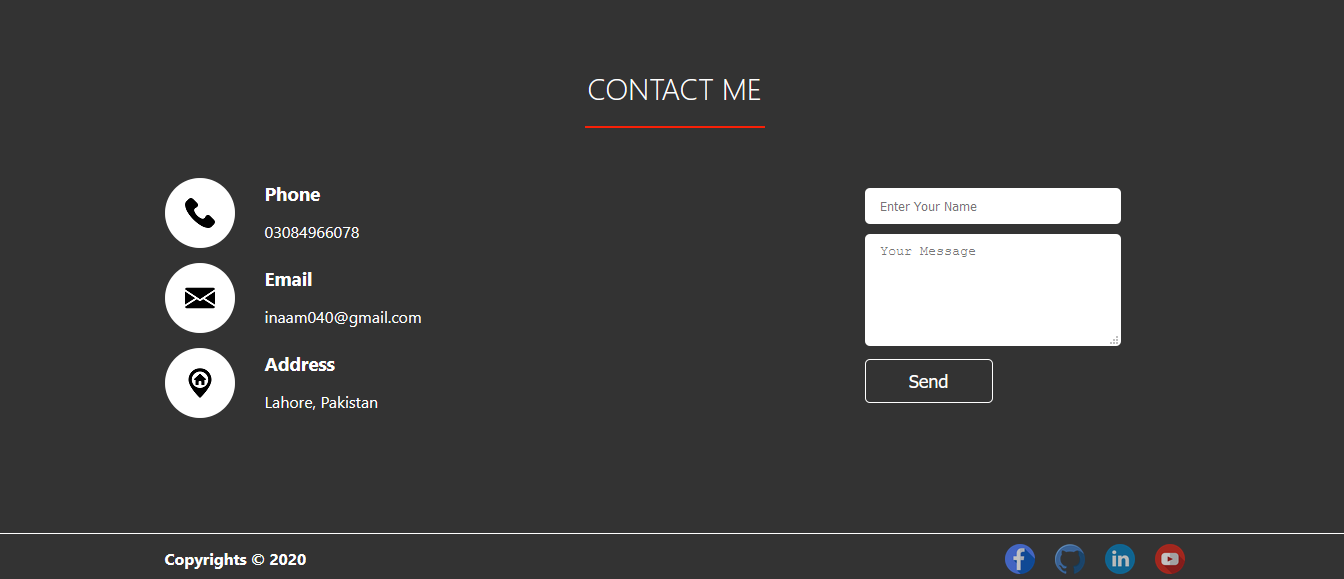 CONTACT ME
Phone
03084966078
Email
inaam040@gmail.com
Address
Lahore, Pakistan
Enter Your Name
Your Message
Send
Copyrights © 2020
f
in